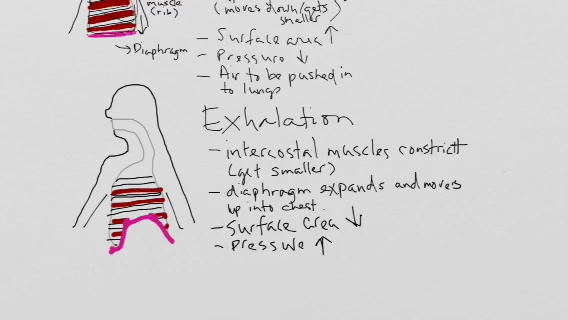 muscle
(rib)
(moves down/gets
smaller)
- Surface area ↑
→ Diaphragm
- Pressure ↓
- Air to be pushed in
to lungs
Exhalation
- intercostal muscles constrict
(get smaller)
- diaphragm expands and moves
up into chest.
- Surface area ↓
- Pressure ↑